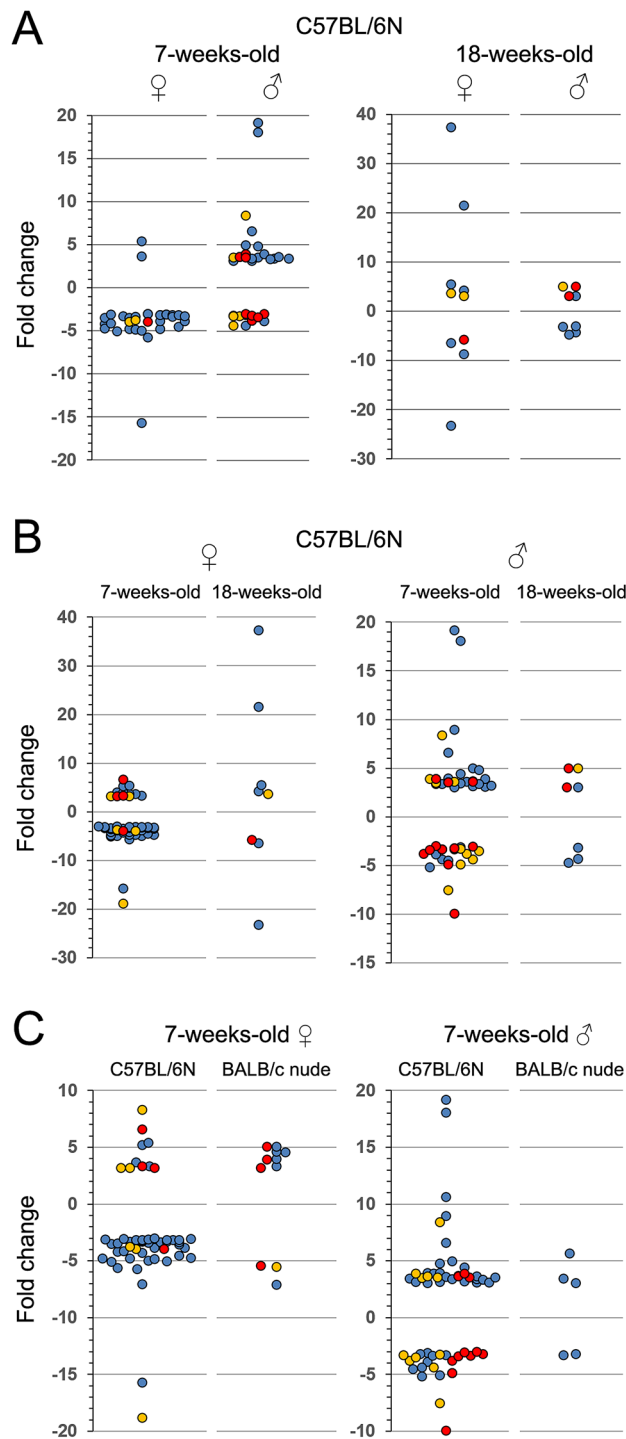 A
C57BL/6N
7-weeks-old 18-weeks-old
♀ ♂ ♀ ♂
Fold change
20 15 10 5 0 -5 -10 -15 -20
40 30 20 10 0 -10 -20 -30
B
C57BL/6N
♀ ♂
7-weeks-old 18-weeks-old 7-weeks-old 18-weeks-old
Fold change
40 30 20 10 0 -10 -20 -30
20 15 10 5 0 -5 -10 -15
C
7-weeks-old ♀ 7-weeks-old ♂
C57BL/6N BALB/c nude C57BL/6N BALB/c nude
Fold change
10 5 0 -5 -10 -15 -20
20 15 10 5 0 -5 -10